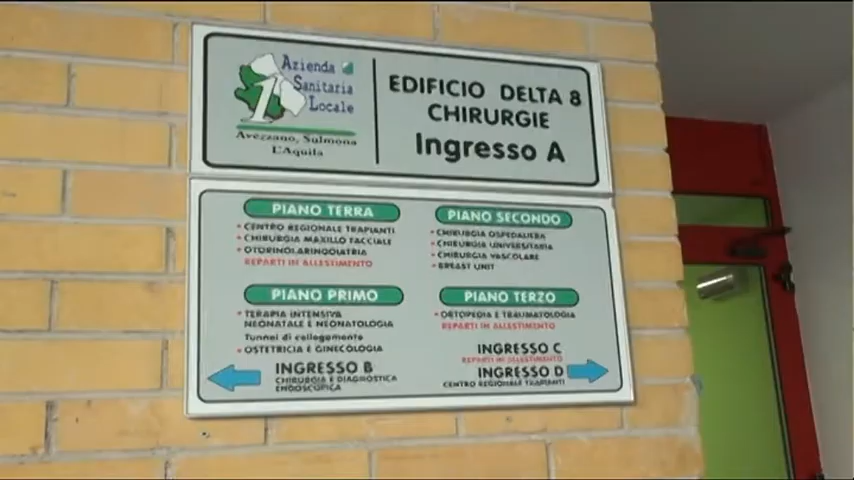 Azienda
Sanitaria
Locale
1
Avezzano, Sulmona
L'Aquila
EDIFICIO DELTA 8
CHIRURGIE
Ingresso A
PIANO TERRA
CENTRO REGIONALE TRAPIANTI
CHIRURGIA MAXILLO FACCIALE
OTORINOLARINGOIATRIA
REPARTI IN ALLESTIMENTO
PIANO PRIMO
TERAPIA INTENSIVA
NEONATALE E NEONATOLOGIA
Tunnel di collegamento
OSTETRICIA E GINECOLOGIA
INGRESSO B
CHIRURGIA E DIAGNOSTICA
ENDOSCOPICA
PIANO SECONDO
CHIRURGIA OSPEDALIERA
CHIRURGIA UNIVERSITARIA
CHIRURGIA VASCOLARE
BREAST UNIT
PIANO TERZO
ORTOPEDIA E TRAUMATOLOGIA
REPARTI IN ALLESTIMENTO
INGRESSO C
REPARTI IN ALLESTIMENTO
INGRESSO D
CENTRO REGIONALE TRAPIANTI